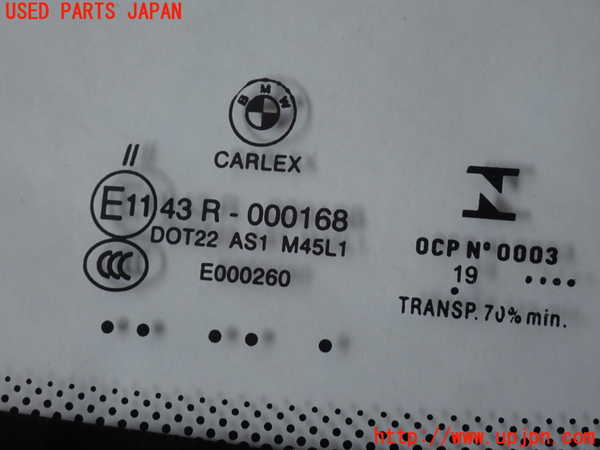 USED PARTS JAPAN
BMW
CARLEX
II
E11 43 R - 000168
DOT22 AS1 M45L1
CCC
E000260
OCP N° 0003
19
TRANSP. 70% min.
http://www.upjpn.com